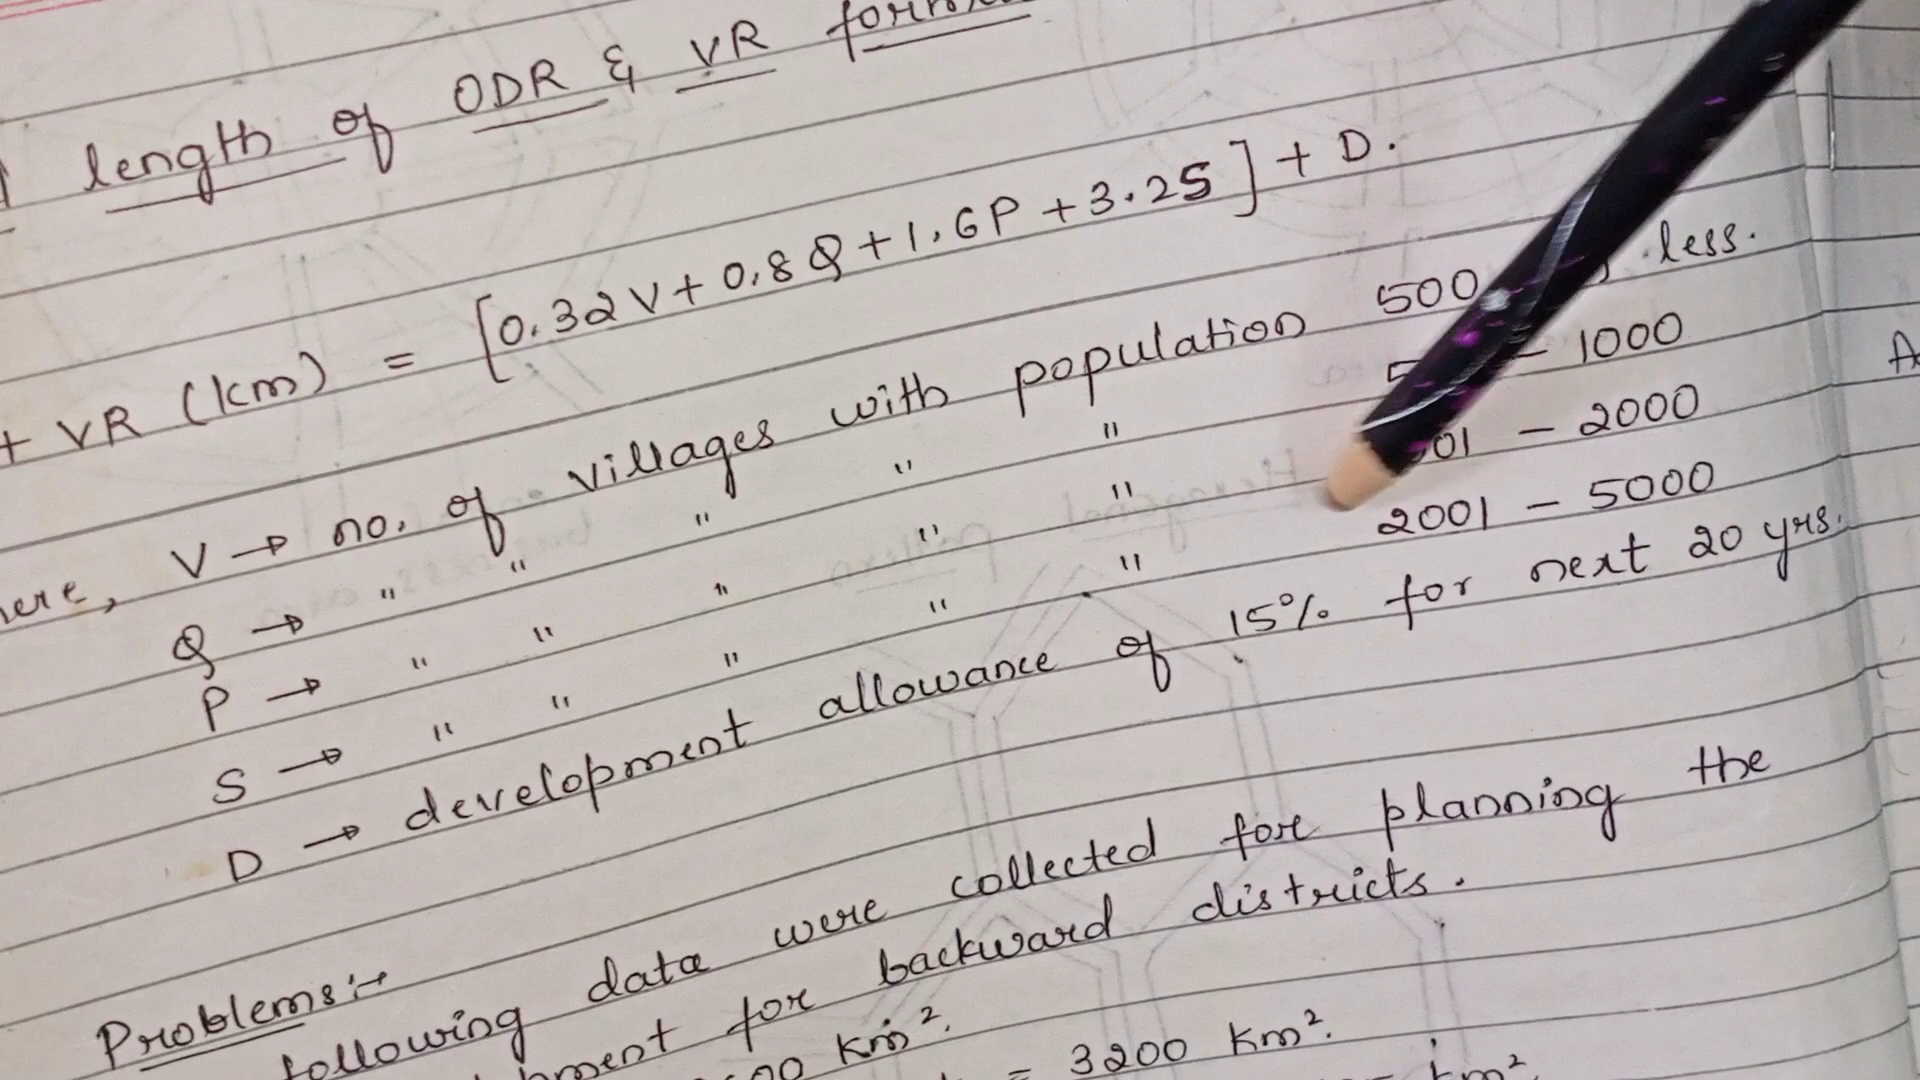 length of ODR & VR
+ VR (km) = [0.32V + 0.8Q + 1.6P + 3.2S] + D.
V → no. of villages with population 500 less.
Q → " " " " 1000
P → " " " " – 2000
S → " " " " 2001 – 5000
D → development allowance of 15% for next 20 yrs.
Problems:-
following data were collected for planning the
for backward districts.
km². = 3200 km².
km²